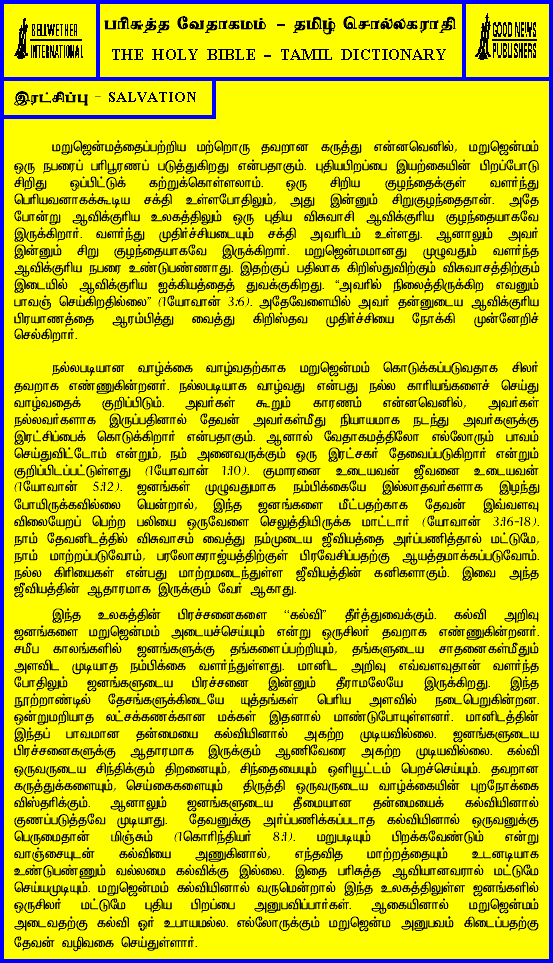 BELLWETHER
INTERNATIONAL
பரிசுத்த வேதாகமம் - தமிழ் சொல்லகராதி
THE HOLY BIBLE - TAMIL DICTIONARY
GOOD NEWS
PUBLISHERS
இரட்சிப்பு - SALVATION
மறுஜென்மத்தைப்பற்றிய மற்றொரு தவறான கருத்து என்னவெனில், மறுஜென்மம்
ஒரு நபரைப் பரிபூரணப் படுத்துகிறது என்பதாகும். புதியபிறப்பை இயற்கையின் பிறப்போடு
சிறிது ஒப்பிட்டுக் கற்றுக்கொள்ளலாம். ஒரு சிறிய குழந்தைக்குள் வளர்ந்து
பெரியவனாகக்கூடிய சக்தி உள்ளபோதிலும், அது இன்னும் சிறுகுழந்தைதான். அதே
போன்று ஆவிக்குரிய உலகத்திலும் ஒரு புதிய விசுவாசி ஆவிக்குரிய குழந்தையாகவே
இருக்கிறார். வளர்ந்து முதிர்ச்சியடையும் சக்தி அவரிடம் உள்ளது. ஆனாலும் அவர்
இன்னும் சிறு குழந்தையாகவே இருக்கிறார். மறுஜென்மமானது முழுவதும் வளர்ந்த
ஆவிக்குரிய நபரை உண்டுபண்ணாது. இதற்குப் பதிலாக கிறிஸ்துவிற்கும் விசுவாசத்திற்கும்
இடையில் ஆவிக்குரிய ஐக்கியத்தைத் துவக்குகிறது. "அவரில் நிலைத்திருக்கிற எவனும்
பாவஞ் செய்கிறதில்லை" (1யோவான் 3:6). அதேவேளையில் அவர் தன்னுடைய ஆவிக்குரிய
பிரயாணத்தை ஆரம்பித்து வைத்து கிறிஸ்தவ முதிர்ச்சியை நோக்கி முன்னேறிச்
செல்கிறார்.
நல்லபடியான வாழ்க்கை வாழ்வதற்காக மறுஜென்மம் கொடுக்கப்படுவதாக சிலர்
தவறாக எண்ணுகின்றனர். நல்லபடியாக வாழ்வது என்பது நல்ல காரியங்களைச் செய்து
வாழ்வதைக் குறிப்பிடும். அவர்கள் கூறும் காரணம் என்னவெனில், அவர்கள்
நல்லவர்களாக இருப்பதினால் தேவன் அவர்கள்மீது நியாயமாக நடந்து அவர்களுக்கு
இரட்சிப்பைக் கொடுக்கிறார் என்பதாகும். ஆனால் வேதாகமத்திலோ எல்லோரும் பாவம்
செய்துவிட்டோம் என்றும், நம் அனைவருக்கும் ஒரு இரட்சகர் தேவைப்படுகிறார் என்றும்
குறிப்பிடப்பட்டுள்ளது (1யோவான் 1:10). குமாரனை உடையவன் ஜீவனை உடையவன்
(1யோவான் 5:12). ஜனங்கள் முழுவதுமாக நம்பிக்கையே இல்லாதவர்களாக இழந்து
போயிருக்கவில்லை யென்றால், இந்த ஜனங்களை மீட்பதற்காக தேவன் இவ்வளவு
விலையேறப் பெற்ற பலியை ஒருவேளை செலுத்தியிருக்க மாட்டார் (யோவான் 3:16-18).
நாம் தேவனிடத்தில் விசுவாசம் வைத்து நம்முடைய ஜீவியத்தை அர்ப்பணித்தால் மட்டுமே,
நாம் மாற்றப்படுவோம், பரலோகராஜ்யத்திற்குள் பிரவேசிப்பதற்கு ஆயத்தமாக்கப்படுவோம்.
நல்ல கிரியைகள் என்பது மாற்றமடைந்துள்ள ஜீவியத்தின் கனிகளாகும். இவை அந்த
ஜீவியத்தின் ஆதாரமாக இருக்கும் வேர் ஆகாது.
இந்த உலகத்தின் பிரச்சனைகளை "கல்வி" தீர்த்துவைக்கும். கல்வி அறிவு
ஜனங்களை மறுஜென்மம் அடையச்செய்யும் என்று ஒருசிலர் தவறாக எண்ணுகின்றனர்.
சமீப காலங்களில் ஜனங்களுக்கு தங்களைப்பற்றியும், தங்களுடைய சாதனைகள்மீதும்
அளவிட முடியாத நம்பிக்கை வளர்ந்துள்ளது. மானிட அறிவு எவ்வளவுதான் வளர்ந்த
போதிலும் ஜனங்களுடைய பிரச்சனை இன்னும் தீராமலேயே இருக்கிறது. இந்த
நூற்றாண்டில் தேசங்களுக்கிடையே யுத்தங்கள் பெரிய அளவில் நடைபெறுகின்றன.
ஒன்றுமறியாத லட்சக்கணக்கான மக்கள் இதனால் மாண்டுபோயுள்ளனர். மானிடத்தின்
இந்தப் பாவமான தன்மையை கல்வியினால் அகற்ற முடியவில்லை. ஜனங்களுடைய
பிரச்சனைகளுக்கு ஆதாரமாக இருக்கும் ஆணிவேரை அகற்ற முடியவில்லை. கல்வி
ஒருவருடைய சிந்திக்கும் திறனையும், சிந்தையையும் ஒளியூட்டம் பெறச்செய்யும். தவறான
கருத்துக்களையும், செய்கைகளையும் திருத்தி ஒருவருடைய வாழ்க்கையின் புறநோக்கை
விஸ்தரிக்கும். ஆனாலும் ஜனங்களுடைய தீமையான தன்மையைக் கல்வியினால்
குணப்படுத்தவே முடியாது. தேவனுக்கு அர்ப்பணிக்கப்படாத கல்வியினால் ஒருவனுக்கு
பெருமைதான் மிஞ்சும் (1கொரிந்தியர் 8:1). மறுபடியும் பிறக்கவேண்டும் என்று
வாஞ்சையுடன் கல்வியை அணுகினால், எந்தவித மாற்றத்தையும் உடனடியாக
உண்டுபண்ணும் வல்லமை கல்விக்கு இல்லை. இதை பரிசுத்த ஆவியானவரால் மட்டுமே
செய்யமுடியும். மறுஜென்மம் கல்வியினால் வருமென்றால் இந்த உலகத்திலுள்ள ஜனங்களில்
ஒருசிலர் மட்டுமே புதிய பிறப்பை அனுபவிப்பார்கள். ஆகையினால் மறுஜென்மம்
அடைவதற்கு கல்வி ஓர் உபாயமல்ல. எல்லோருக்கும் மறுஜென்ம அனுபவம் கிடைப்பதற்கு
தேவன் வழிவகை செய்துள்ளார்.